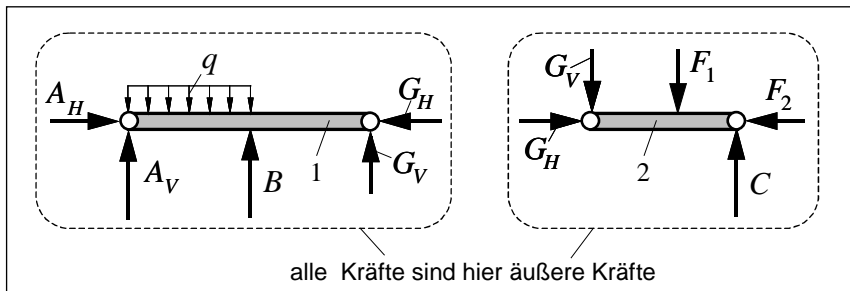 q
A_H
G_H
1
A_V
B
G_V
G_V
F_1
F_2
G_H
2
C
alle Kräfte sind hier äußere Kräfte